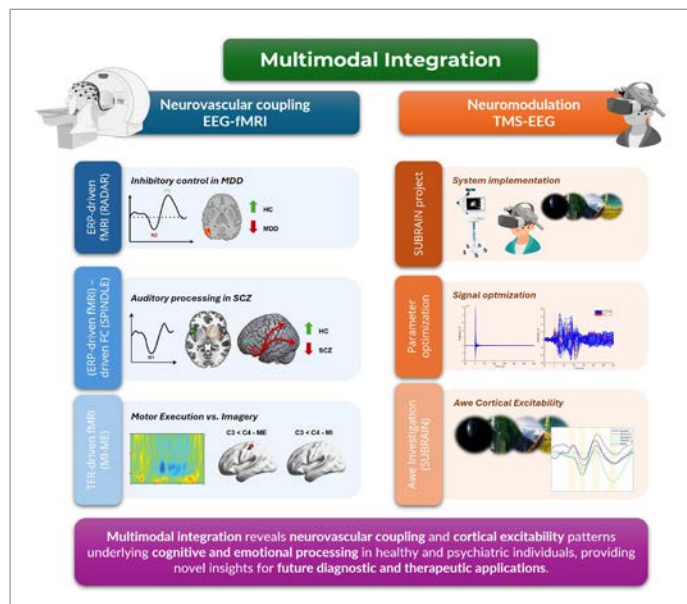 Multimodal Integration
Neurovascular coupling
EEG-fMRI
Neuromodulation
TMS-EEG
ERP-driven
fMRI (RADAR)
Inhibitory control in MDD
N2
HC
MDD
(ERP-driven fMRI) –
driven FC (SPINDLE)
Auditory processing in SCZ
N1
HC
SCZ
TFR-driven fMRI
(MI-ME)
Motor Execution vs. Imagery
C3 < C4 - ME
C3 < C4 - MI
SUBRAIN project
System implementation
Parameter
optimization
Signal optmization
Awe Investigation
(SUBRAIN)
Awe Cortical Excitability
Multimodal integration reveals neurovascular coupling and cortical excitability patterns
underlying cognitive and emotional processing in healthy and psychiatric individuals, providing
novel insights for future diagnostic and therapeutic applications.